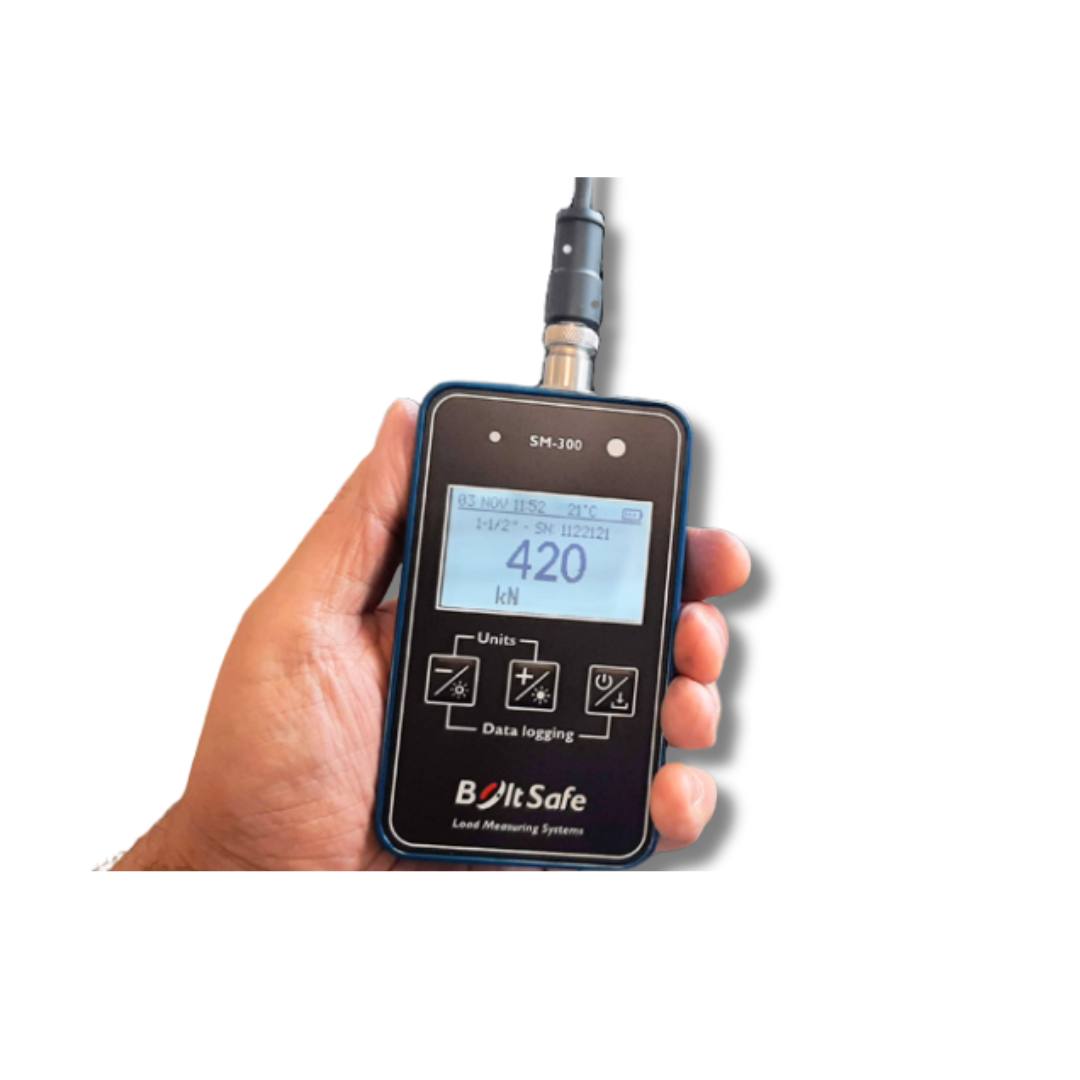 SM-300
03 NOV 11:52 21°C
1-1/2" - SN: 1122121
420
kN
Units
Data logging
BoltSafe
Load Measuring Systems